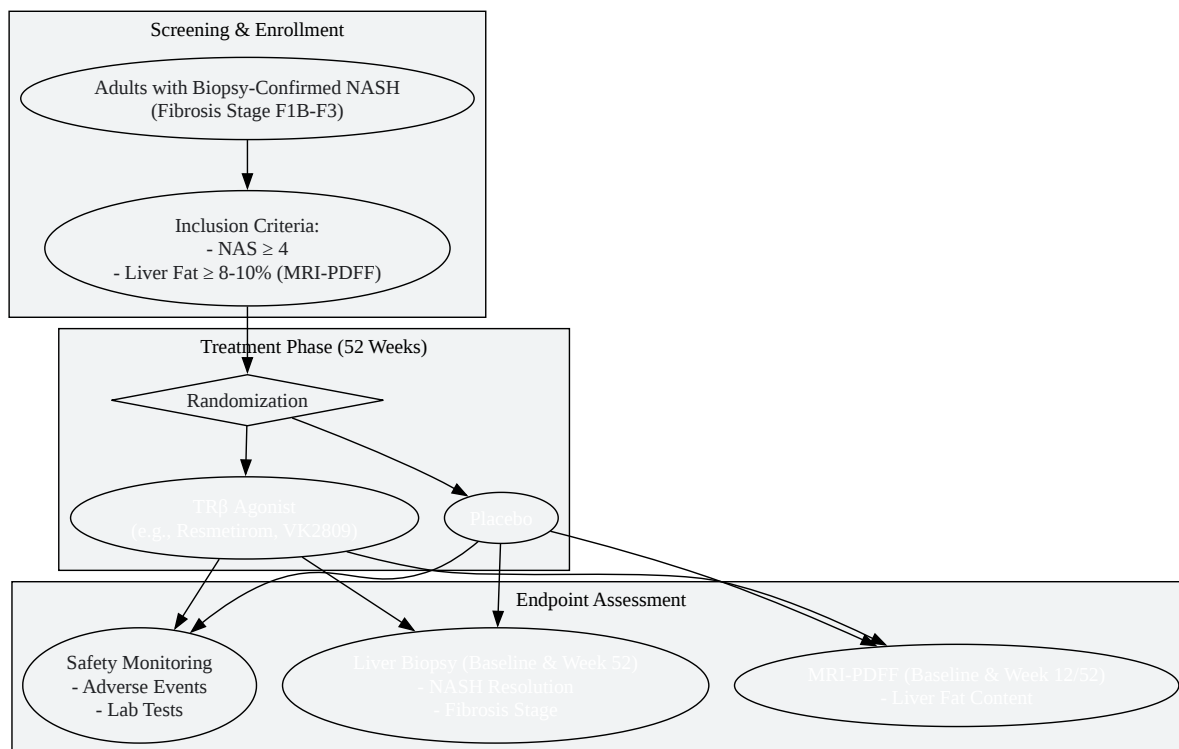 Screening & Enrollment
Adults with Biopsy-Confirmed NASH
(Fibrosis Stage F1B-F3)
Inclusion Criteria:
- NAS ≥ 4
- Liver Fat ≥ 8-10% (MRI-PDFF)
Treatment Phase (52 Weeks)
Randomization
TRβ Agonist
(e.g., Resmetirom, VK2809)
Placebo
Endpoint Assessment
Safety Monitoring
- Adverse Events
- Lab Tests
Liver Biopsy (Baseline & Week 52)
- NASH Resolution
- Fibrosis Stage
MRI-PDFF (Baseline & Week 12/52)
- Liver Fat Content